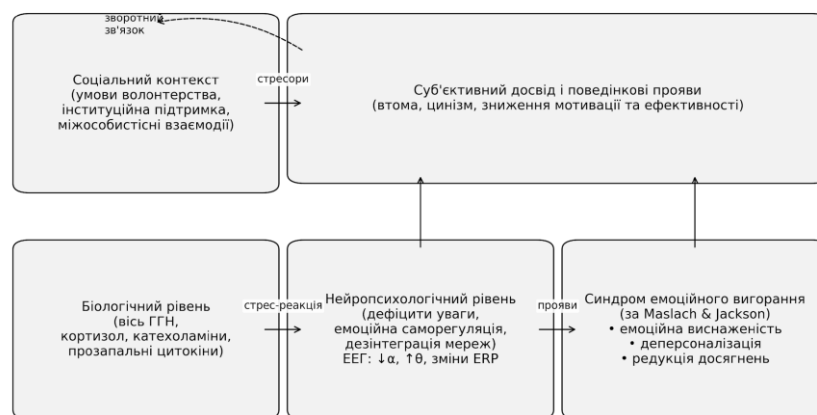 зворотний
зв'язок
Соціальний контекст
(умови волонтерства,
інституційна підтримка,
міжособистісні взаємодії)
стресори
Суб'єктивний досвід і поведінкові прояви
(втома, цинізм, зниження мотивації та ефективності)
Біологічний рівень
(вісь ГГН,
кортизол, катехоламіни,
прозапальні цитокіни)
стрес-реакція
Нейропсихологічний рівень
(дефіцити уваги,
емоційна саморегуляція,
дезінтеграція мереж)
ЕЕГ: ↓α, ↑θ, зміни ERP
прояви
Синдром емоційного вигорання
(за Maslach & Jackson)
• емоційна виснаженість
• деперсоналізація
• редукція досягнень